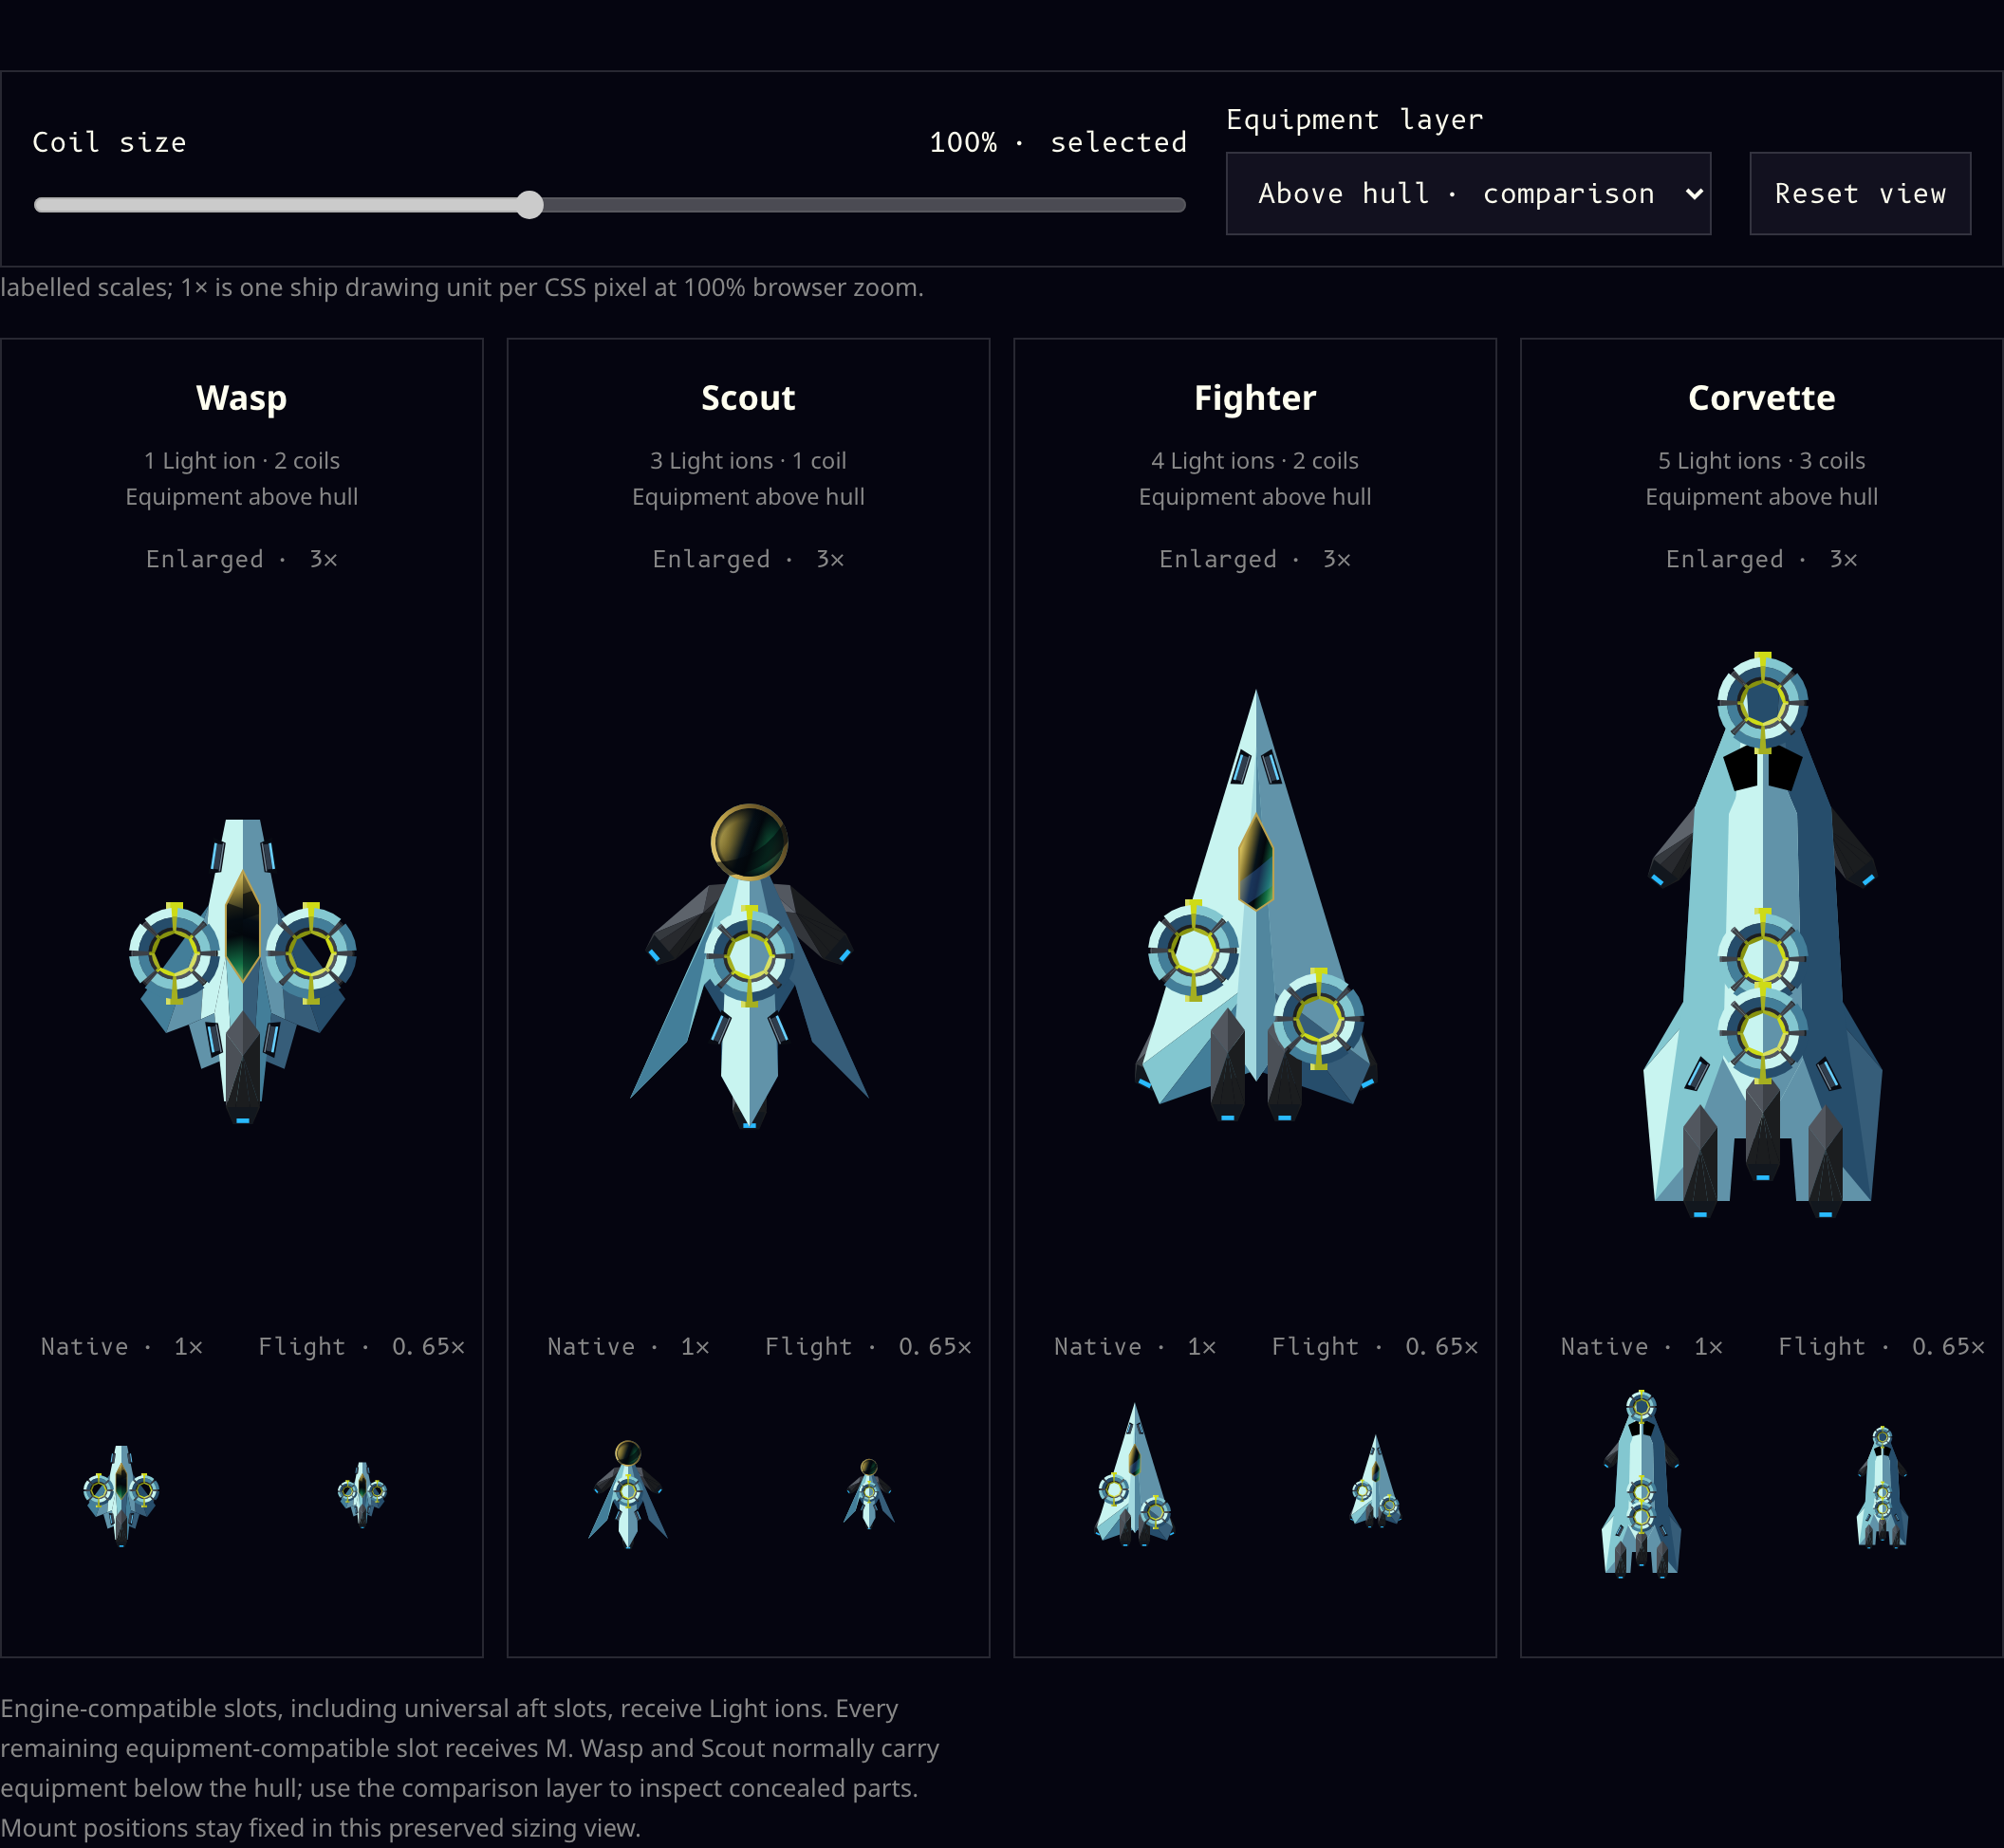 Coil size
100% · selected
Equipment layer
Above hull · comparison
Reset view
labelled scales; 1× is one ship drawing unit per CSS pixel at 100% browser zoom.
Wasp
1 Light ion · 2 coils
Equipment above hull
Enlarged · 3×
Native · 1×
Flight · 0.65×
Scout
3 Light ions · 1 coil
Equipment above hull
Enlarged · 3×
Native · 1×
Flight · 0.65×
Fighter
4 Light ions · 2 coils
Equipment above hull
Enlarged · 3×
Native · 1×
Flight · 0.65×
Corvette
5 Light ions · 3 coils
Equipment above hull
Enlarged · 3×
Native · 1×
Flight · 0.65×
Engine-compatible slots, including universal aft slots, receive Light ions. Every
remaining equipment-compatible slot receives M. Wasp and Scout normally carry
equipment below the hull; use the comparison layer to inspect concealed parts.
Mount positions stay fixed in this preserved sizing view.